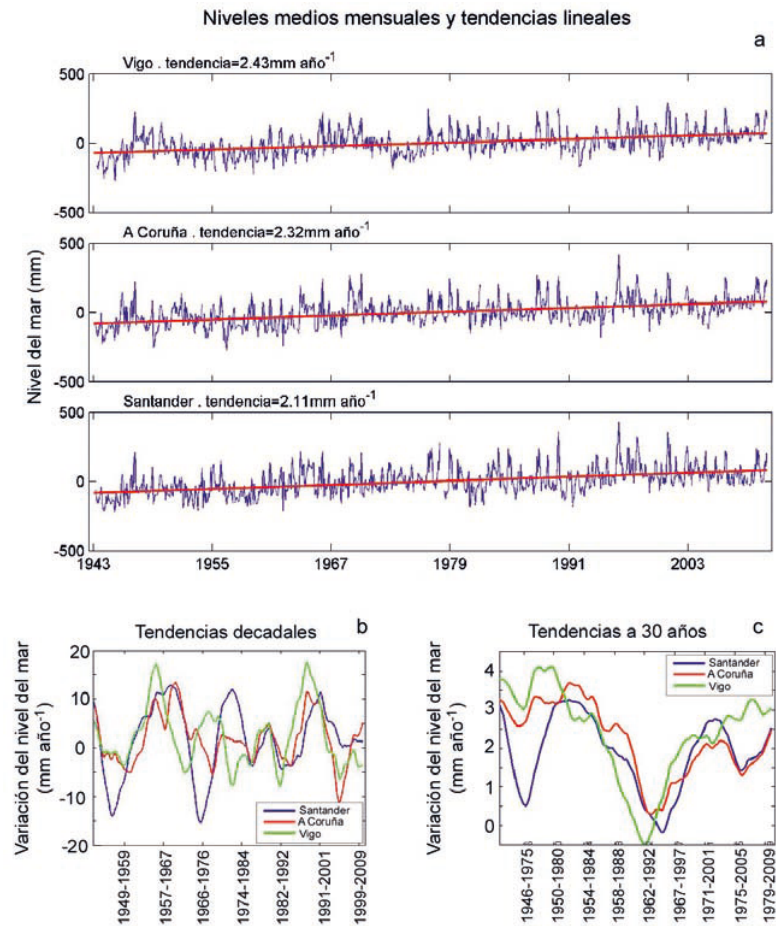 Niveles medios mensuales y tendencias lineales
a
Vigo . tendencia=2.43mm año-1
500
0
-500
A Coruña . tendencia=2.32mm año-1
500
0
-500
Santander . tendencia=2.11mm año-1
500
0
-500
Nivel del mar (mm)
1943 1955 1967 1979 1991 2003
Tendencias decadales b
Variación del nivel del mar
(mm año-1)
20
10
0
-10
-20
Santander
A Coruña
Vigo
1949-1959
1957-1967
1966-1976
1974-1984
1982-1992
1991-2001
1999-2009
Tendencias a 30 años c
Variación del nivel del mar
(mm año-1)
4
3
2
1
0
Santander
A Coruña
Vigo
1946-1975
1950-1980
1954-1984
1958-1988
1962-1992
1967-1997
1971-2001
1975-2005
1979-2009